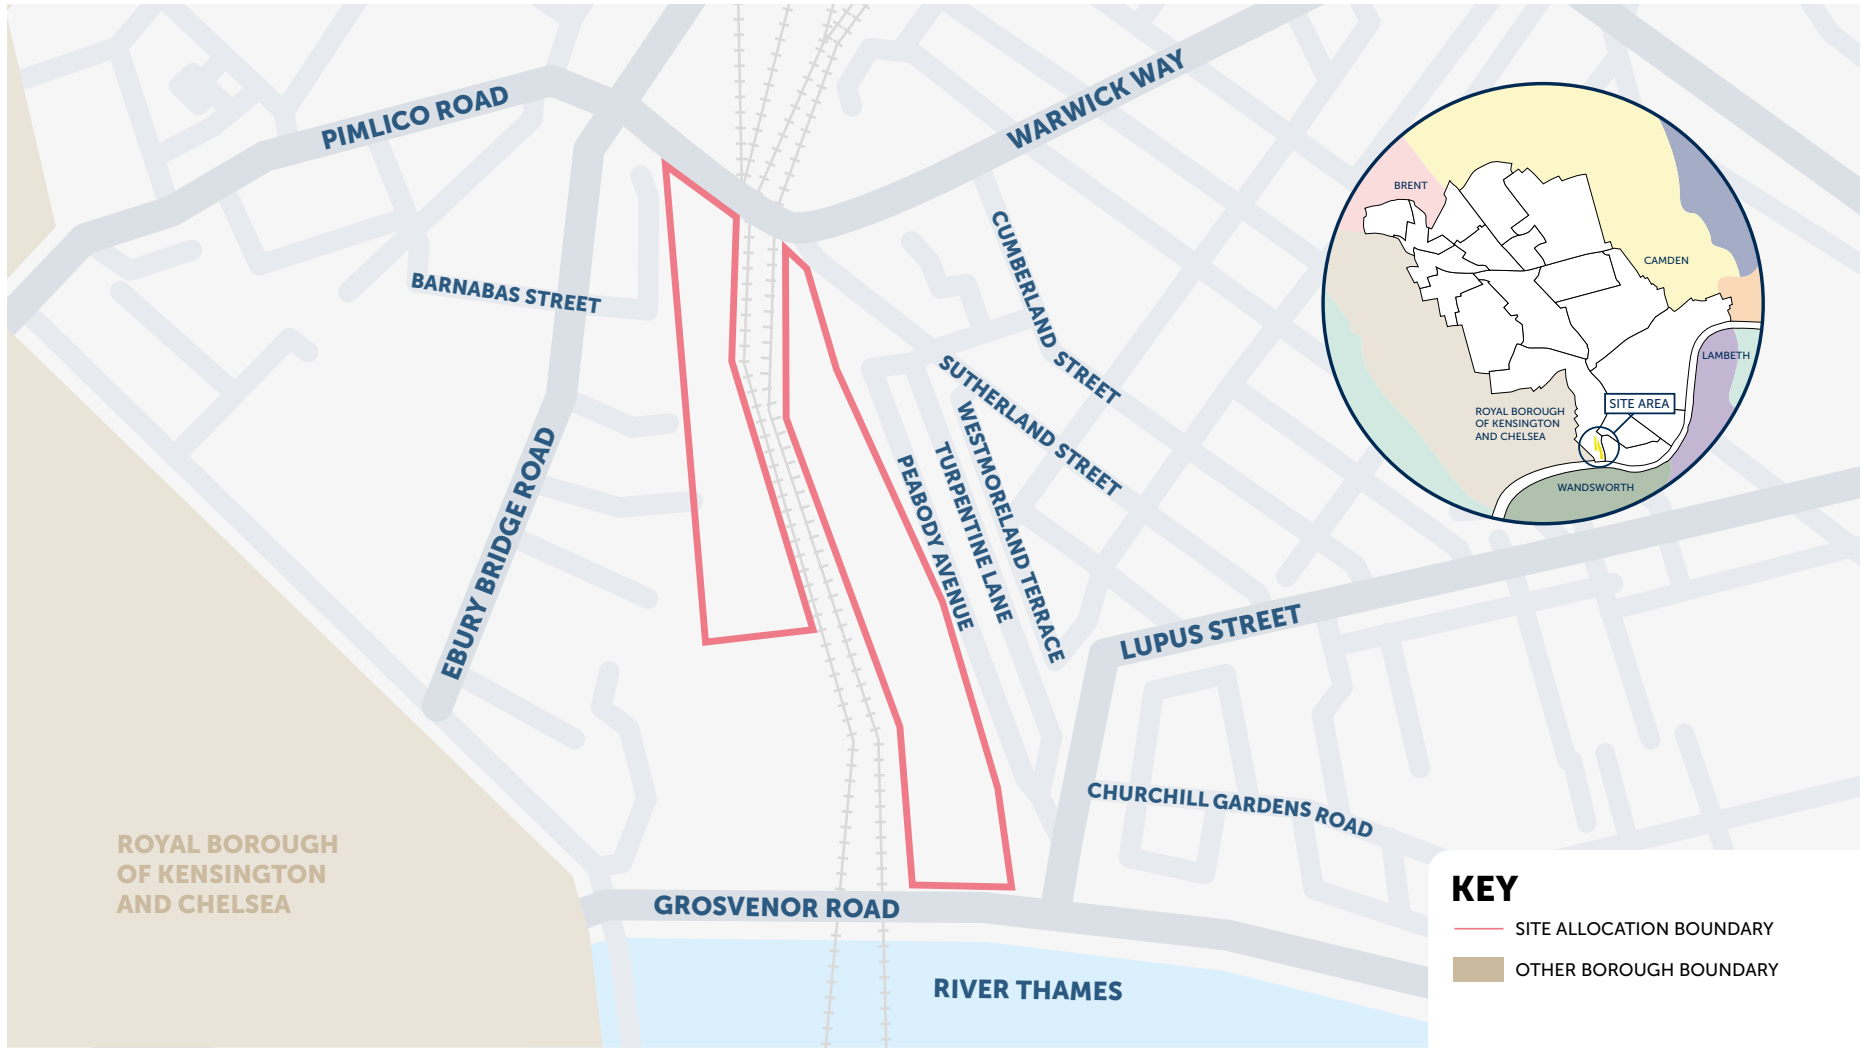 PIMLICO ROAD
WARWICK WAY
BARNABAS STREET
CUMBERLAND STREET
SUTHERLAND STREET
WESTMORELAND TERRACE
TURPENTINE LANE
PEABODY AVENUE
EBURY BRIDGE ROAD
LUPUS STREET
CHURCHILL GARDENS ROAD
GROSVENOR ROAD
RIVER THAMES
ROYAL BOROUGH
OF KENSINGTON
AND CHELSEA
BRENT
CAMDEN
LAMBETH
SITE AREA
ROYAL BOROUGH
OF KENSINGTON
AND CHELSEA
WANDSWORTH
KEY
SITE ALLOCATION BOUNDARY
OTHER BOROUGH BOUNDARY